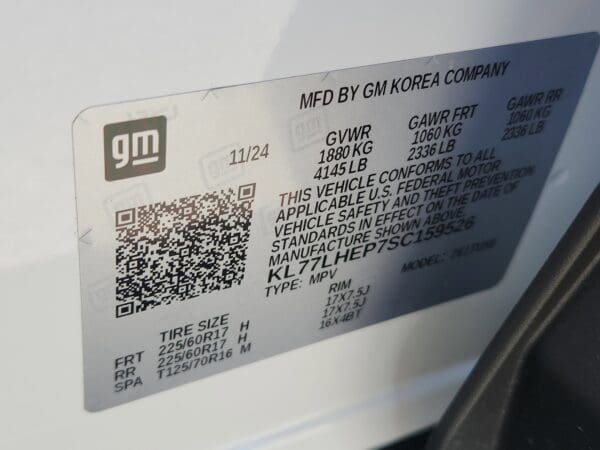 MFD BY GM KOREA COMPANY
gm
11/24
GVWR GAWR FRT GAWR RR
1880 KG 1060 KG 1060 KG
4145 LB 2336 LB 2336 LB
THIS VEHICLE CONFORMS TO ALL
APPLICABLE U.S. FEDERAL MOTOR
VEHICLE SAFETY AND THEFT PREVENTION
STANDARDS IN EFFECT ON THE DATE OF
MANUFACTURE SHOWN ABOVE.
KL77LHEP7SC159526
TYPE: MPV MODEL:
TIRE SIZE RIM
FRT 225/60R17 H 17X7.5J
RR 225/60R17 H 17X7.5J
SPA T125/70R16 M 16X4BT